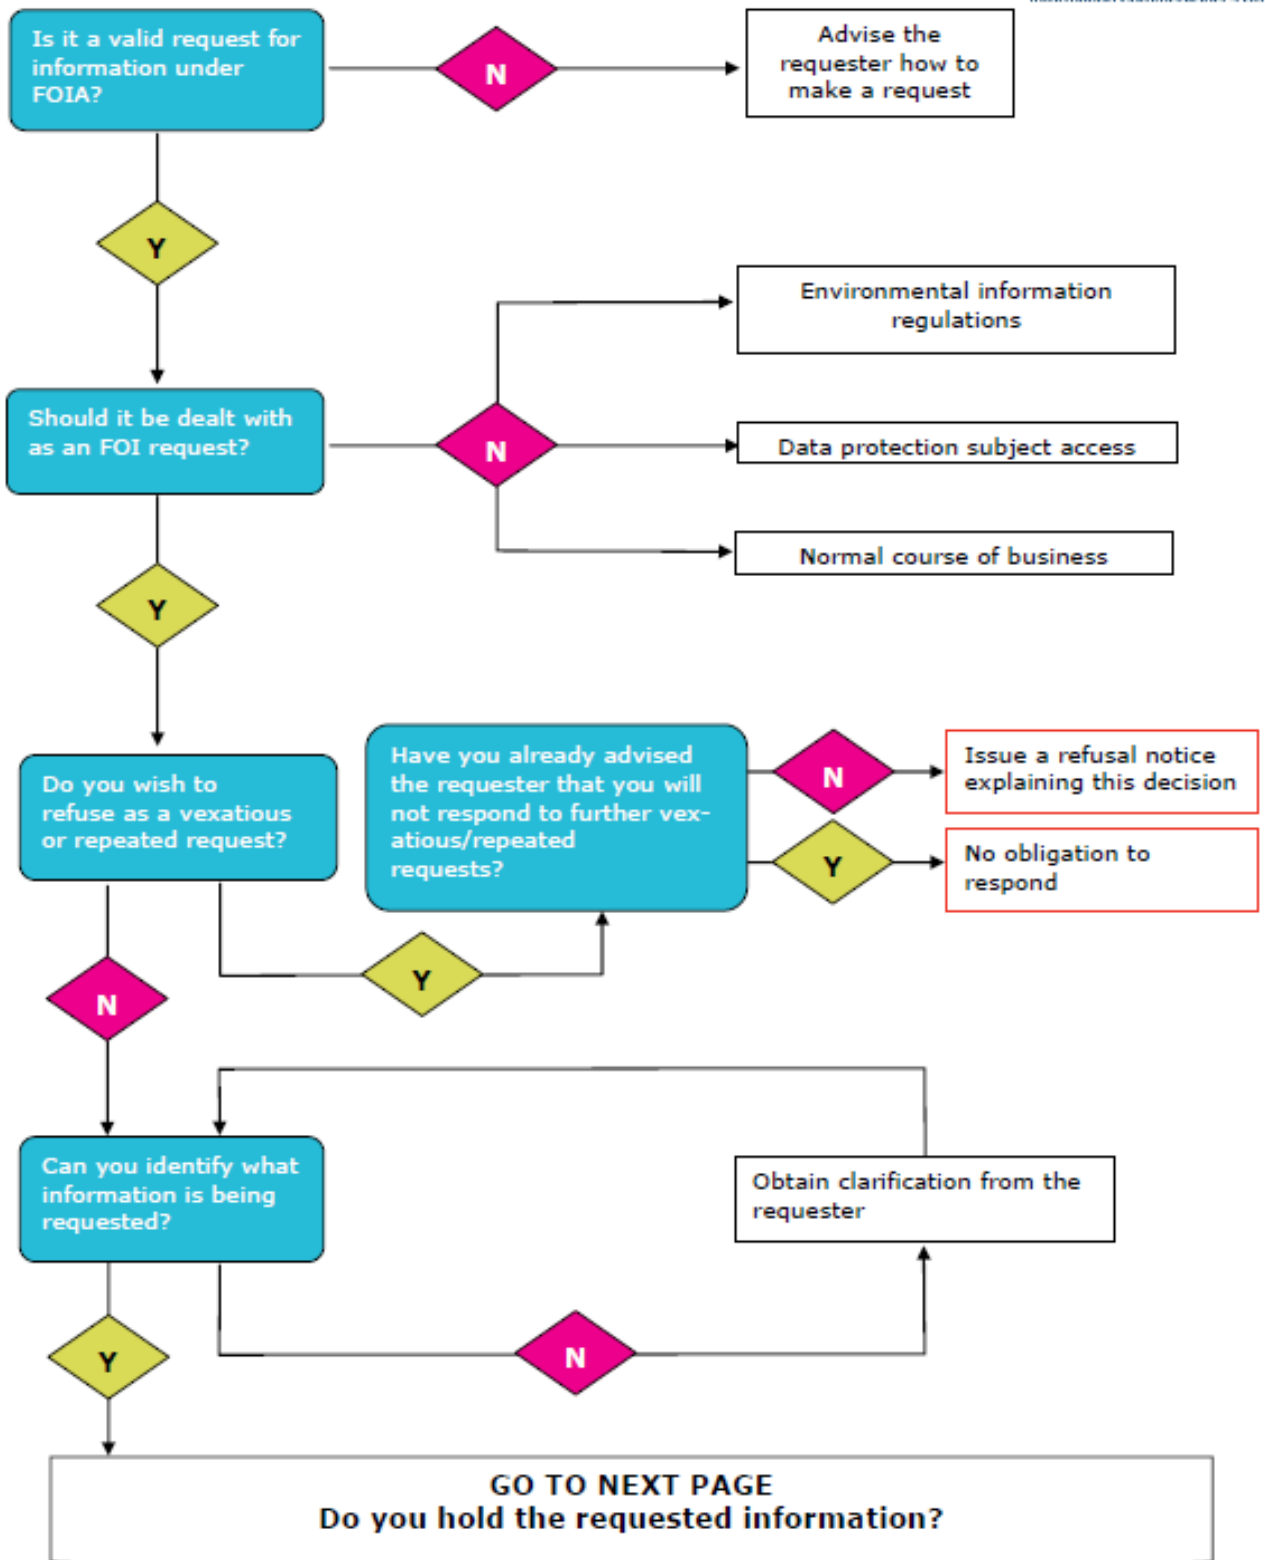 Is it a valid request for
information under
FOIA?
N
Advise the
requester how to
make a request
Y
Environmental information
regulations
Should it be dealt with
as an FOI request?
N
Data protection subject access
Normal course of business
Y
Do you wish to
refuse as a vexatious
or repeated request?
Have you already advised
the requester that you will
not respond to further vex-
atious/repeated
requests?
N
Issue a refusal notice
explaining this decision
Y
No obligation to
respond
Y
N
Can you identify what
information is being
requested?
Obtain clarification from the
requester
Y
N
GO TO NEXT PAGE
Do you hold the requested information?